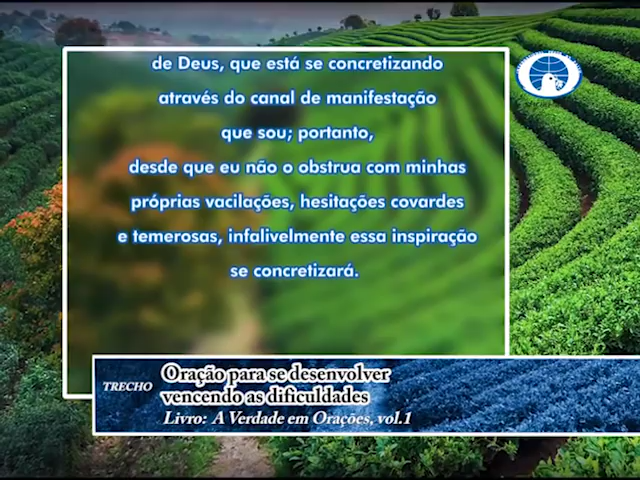 de Deus, que está se concretizando
através do canal de manifestação
que sou; portanto,
desde que eu não o obstrua com minhas
próprias vacilações, hesitações covardes
e temerosas, infalivelmente essa inspiração
se concretizará.
TRECHO
Oração para se desenvolver
vencendo as dificuldades
Livro: A Verdade em Orações, vol.1